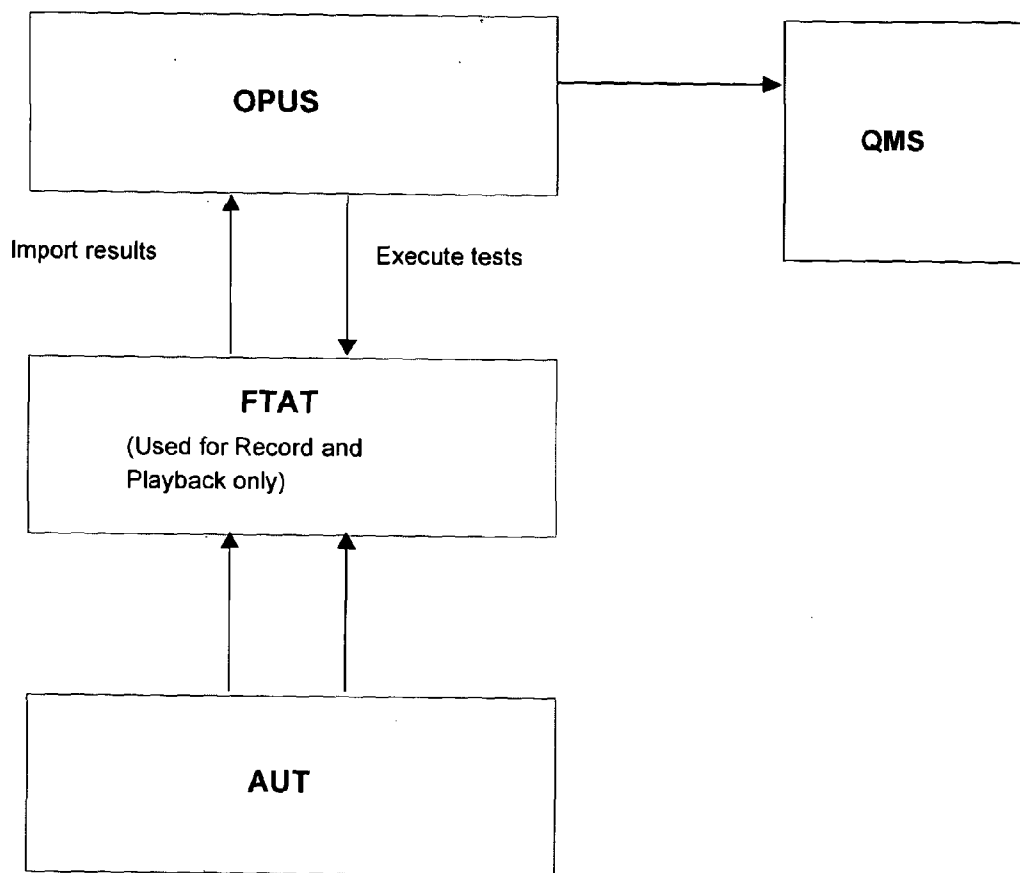 OPUS
QMS
Import results
Execute tests
FTAT
(Used for Record and
Playback only)
AUT